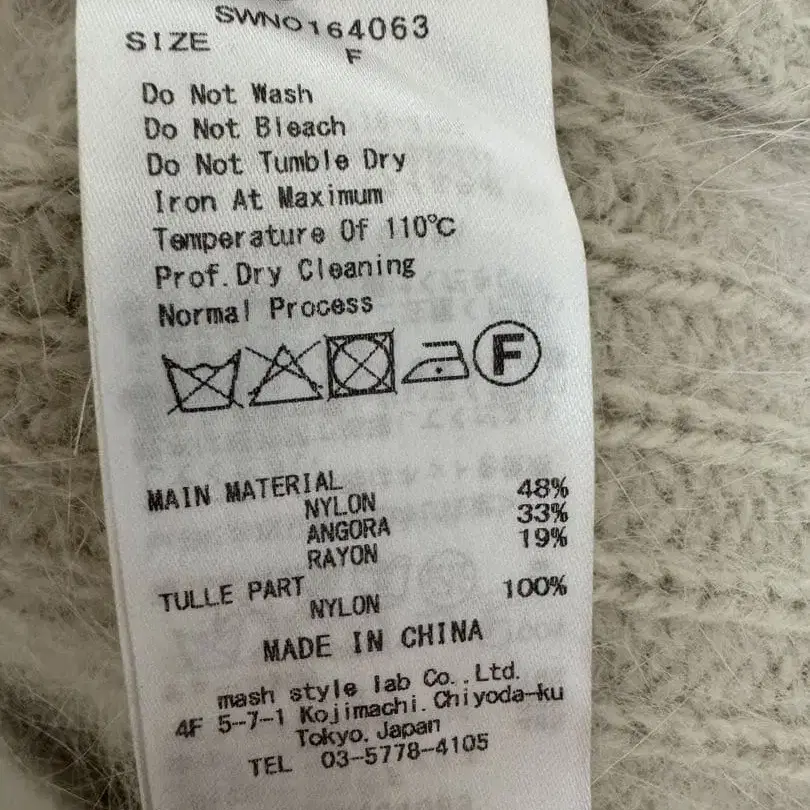 SWNO164063
SIZE F
Do Not Wash
Do Not Bleach
Do Not Tumble Dry
Iron At Maximum
Temperature Of 110℃
Prof.Dry Cleaning
Normal Process
F
MAIN MATERIAL
NYLON 48%
ANGORA 33%
RAYON 19%
TULLE PART
NYLON 100%
MADE IN CHINA
mash style lab Co.,Ltd.
4F 5-7-1 Kojimachi.Chiyoda-ku
Tokyo.Japan
TEL 03-5778-4105